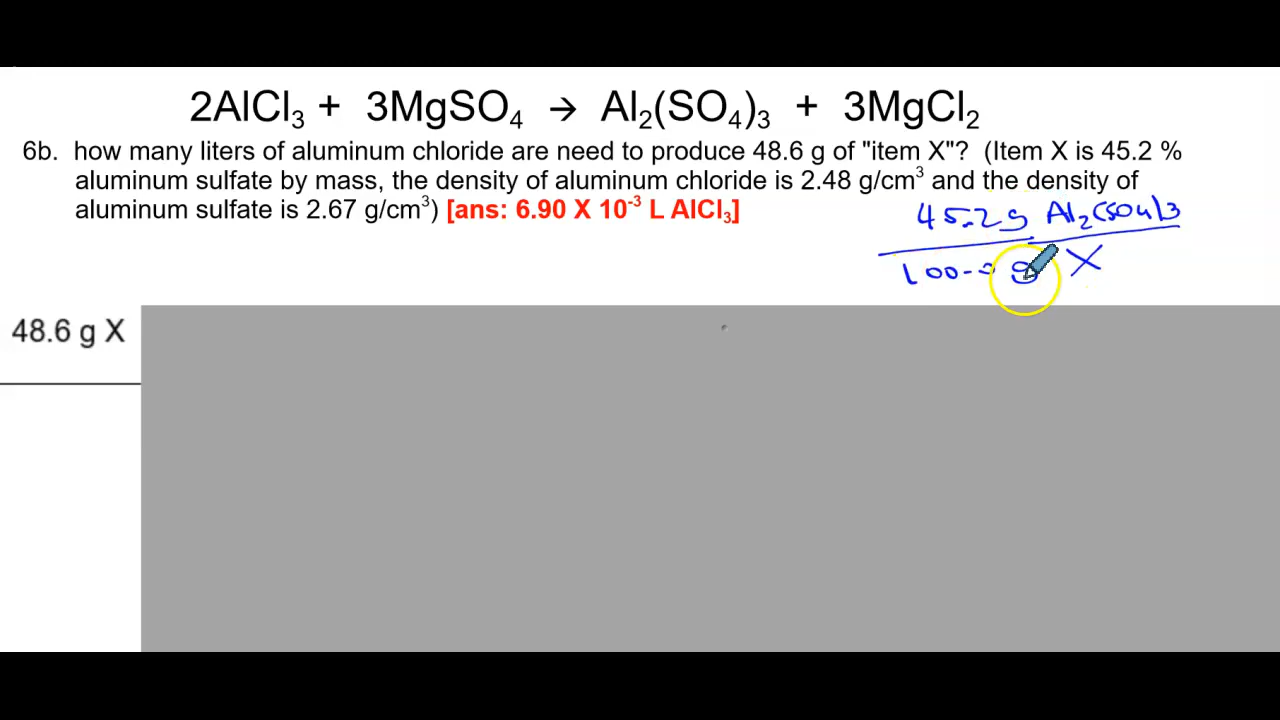 2AlCl₃ + 3MgSO₄ → Al₂(SO₄)₃ + 3MgCl₂
6b. how many liters of aluminum chloride are need to produce 48.6 g of "item X"? (Item X is 45.2 %
aluminum sulfate by mass, the density of aluminum chloride is 2.48 g/cm³ and the density of
aluminum sulfate is 2.67 g/cm³) [ans: 6.90 X 10⁻³ L AlCl₃]
45.2g Al₂(SO4)3
100.0 g X
48.6 g X